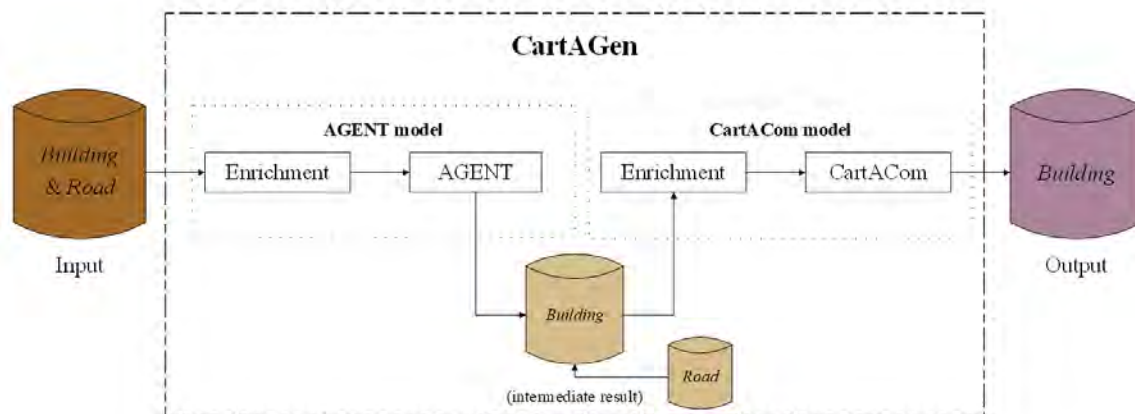 CartAGen
AGENT model
CartACom model
Building
& Road
Enrichment
AGENT
Enrichment
CartACom
Building
Input
Output
Building
Road
(intermediate result)